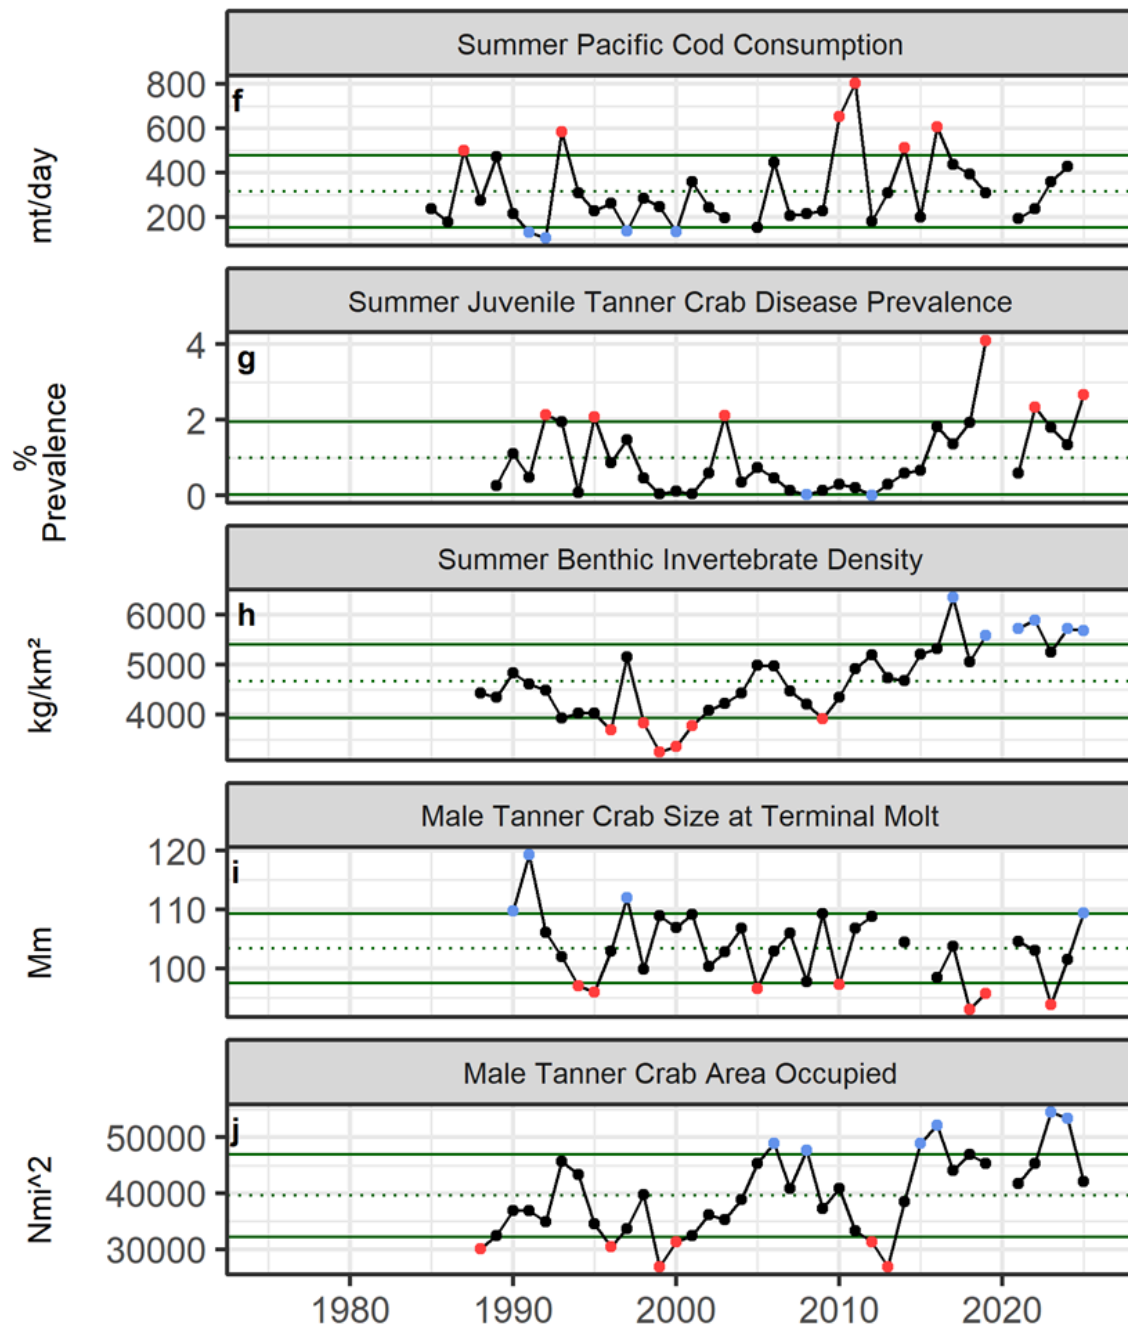 Summer Pacific Cod Consumption
f
800
600
400
200
mt/day
Summer Juvenile Tanner Crab Disease Prevalence
g
4
2
0
%
Prevalence
Summer Benthic Invertebrate Density
h
6000
5000
4000
kg/km²
Male Tanner Crab Size at Terminal Molt
i
120
110
100
Mm
Male Tanner Crab Area Occupied
j
50000
40000
30000
Nmi^2
1980 1990 2000 2010 2020